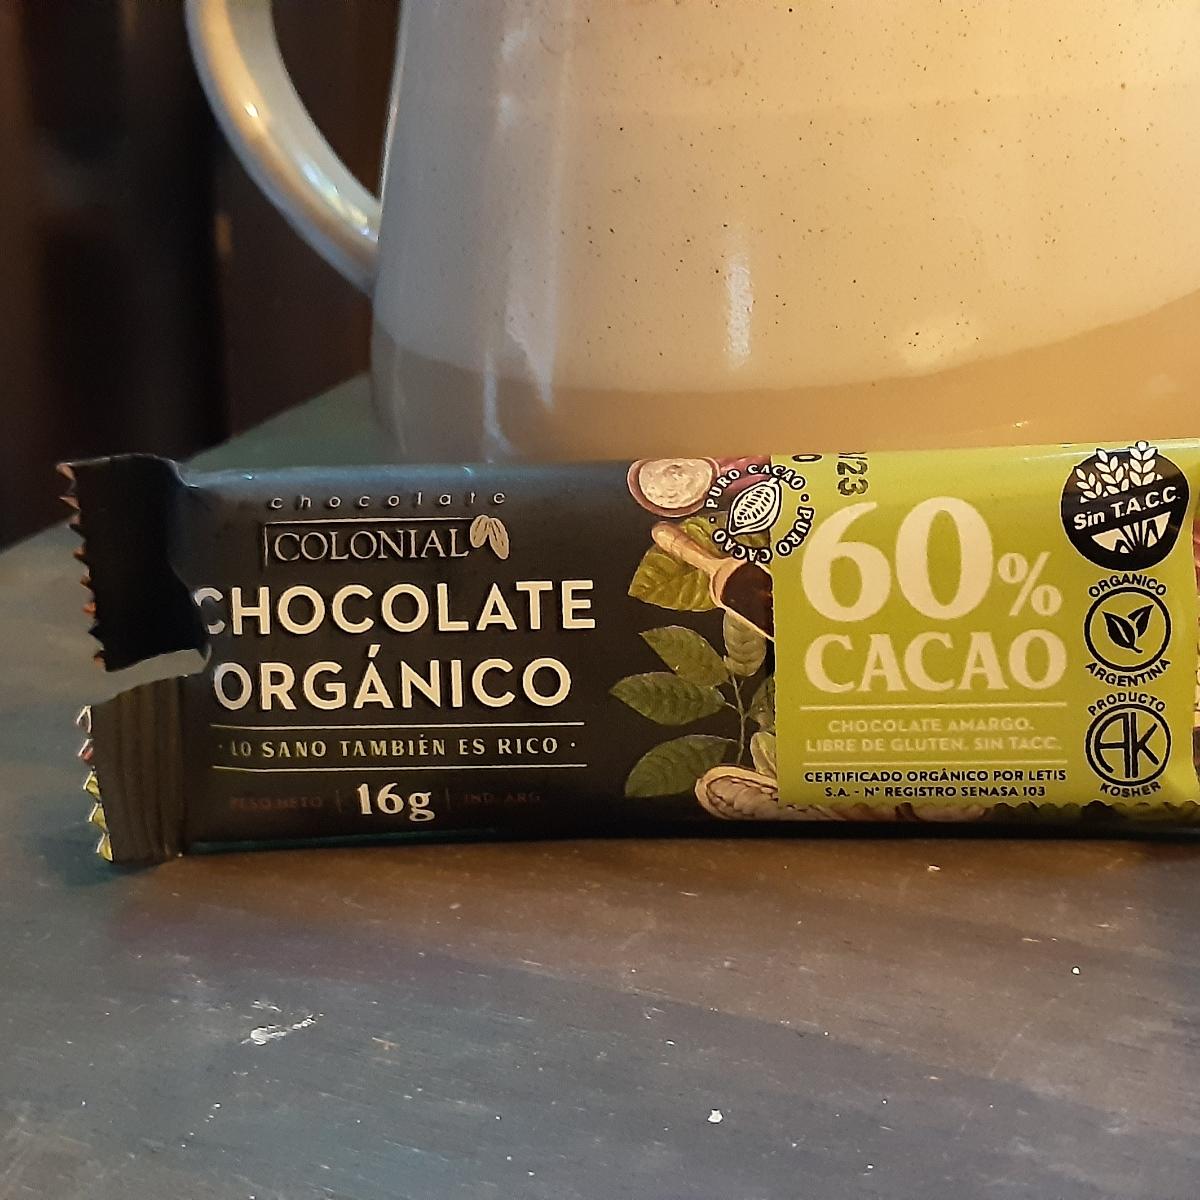 chocolate
COLONIAL
CHOCOLATE
ORGÁNICO
· LO SANO TAMBIÉN ES RICO ·
PESO NETO | 16g | IND. ARG
PURO CACAO · PURO CACAO ·
/23
60%
CACAO
CHOCOLATE AMARGO.
LIBRE DE GLUTEN. SIN TACC.
CERTIFICADO ORGÁNICO POR LETIS
S.A. - Nº REGISTRO SENASA 103
Sin T.A.C.C.
ORGANICO
ARGENTINA
PRODUCTO
AK
KOSHER